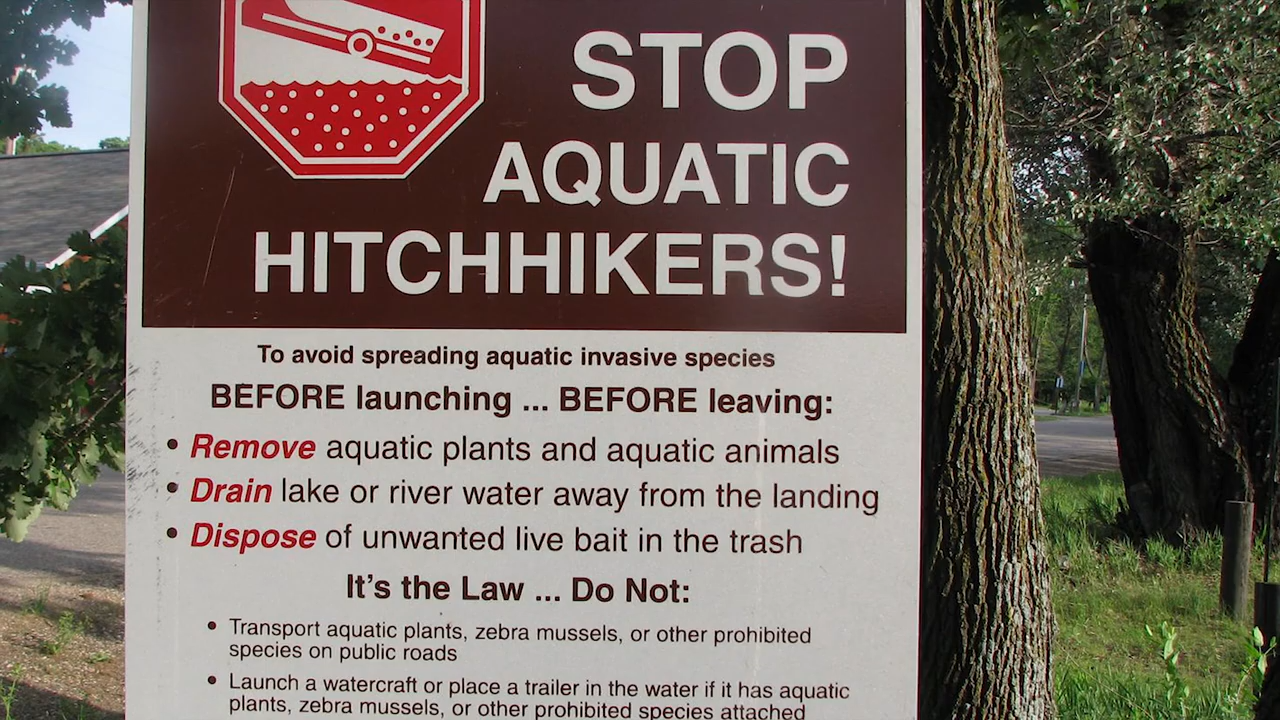 STOP
AQUATIC
HITCHHIKERS!
To avoid spreading aquatic invasive species
BEFORE launching ... BEFORE leaving:
• Remove aquatic plants and aquatic animals
• Drain lake or river water away from the landing
• Dispose of unwanted live bait in the trash
It's the Law ... Do Not:
• Transport aquatic plants, zebra mussels, or other prohibited
species on public roads
• Launch a watercraft or place a trailer in the water if it has aquatic
plants, zebra mussels, or other prohibited species attached